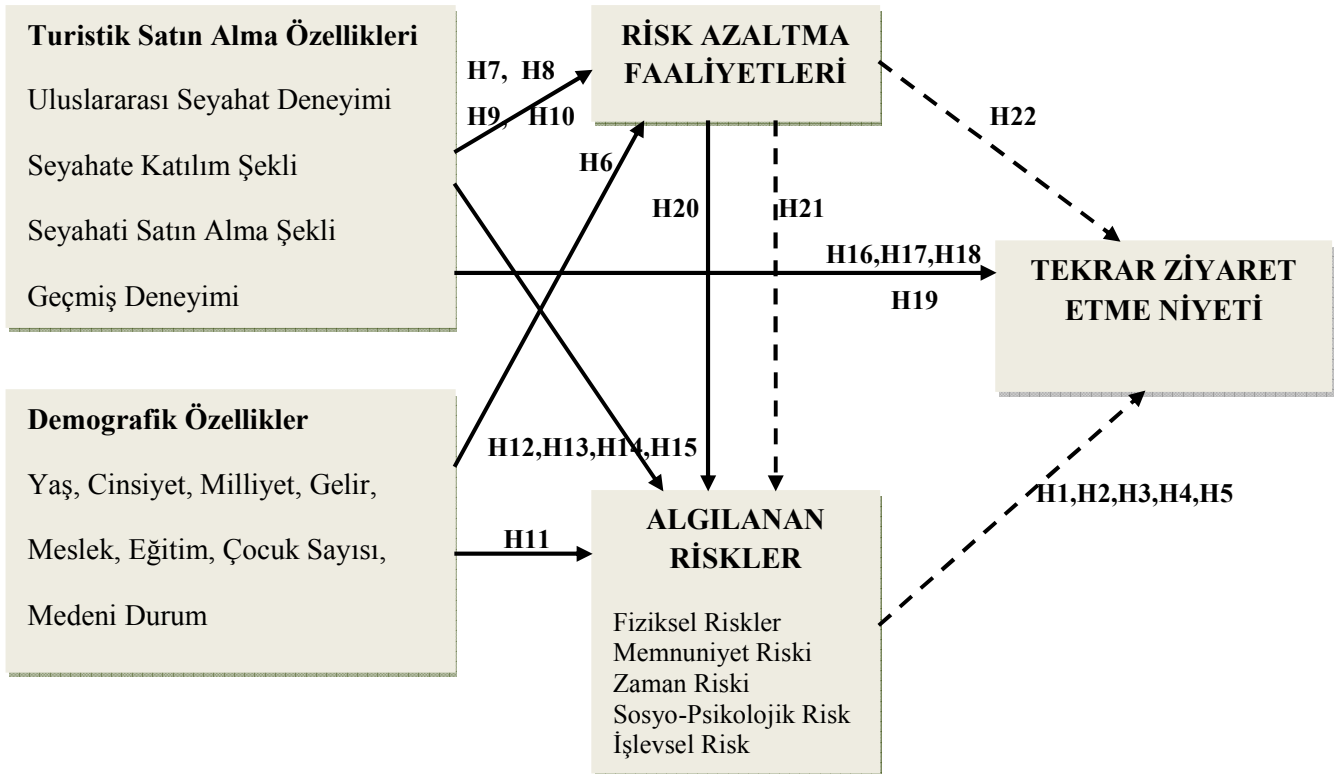 Turistik Satın Alma Özellikleri
Uluslararası Seyahat Deneyimi
Seyahate Katılım Şekli
Seyahati Satın Alma Şekli
Geçmiş Deneyimi
H7, H8
H9, H10
H6
RİSK AZALTMA
FAALİYETLERİ
H22
H20
H21
H16,H17,H18
H19
TEKRAR ZİYARET
ETME NİYETİ
Demografik Özellikler
Yaş, Cinsiyet, Milliyet, Gelir,
Meslek, Eğitim, Çocuk Sayısı,
Medeni Durum
H12,H13,H14,H15
H11
ALGILANAN
RİSKLER
Fiziksel Riskler
Memnuniyet Riski
Zaman Riski
Sosyo-Psikolojik Risk
İşlevsel Risk
H1,H2,H3,H4,H5